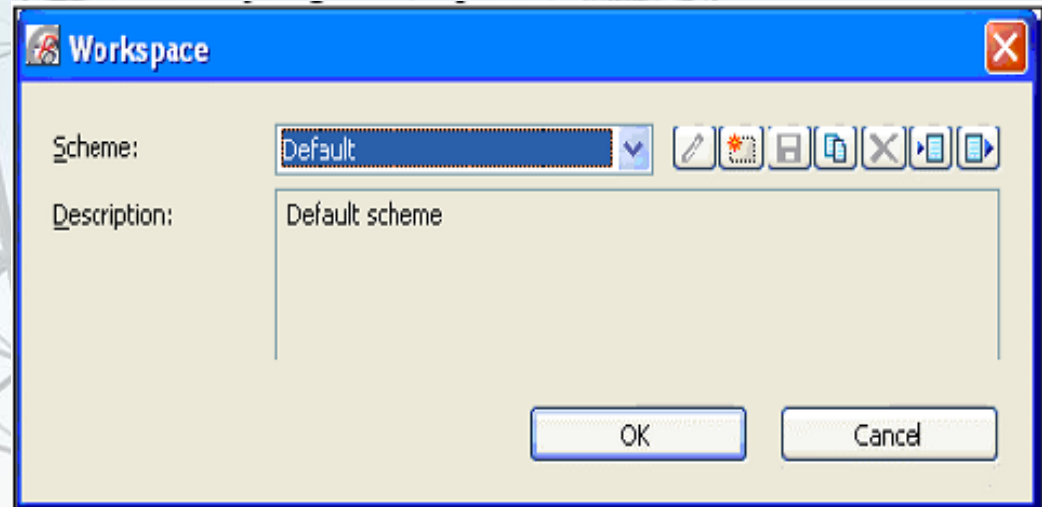 Workspace
Scheme:
Default
Description:
Default scheme
OK
Cancel